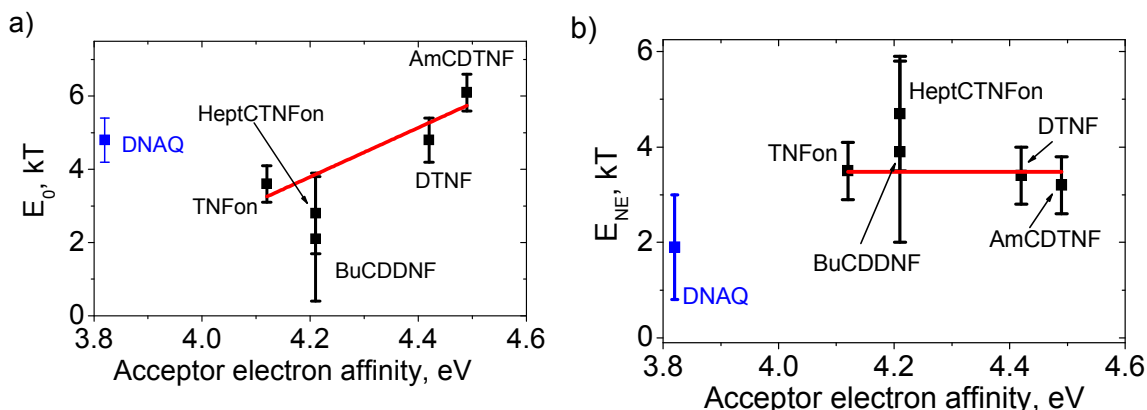 a)
E0, kT
6
4
2
0
3.8 4.0 4.2 4.4 4.6
Acceptor electron affinity, eV
AmCDTNF
HeptCTNFon
DNAQ
DTNF
TNFon
BuCDDNF
b)
ENE, kT
6
4
2
0
3.8 4.0 4.2 4.4 4.6
Acceptor electron affinity, eV
HeptCTNFon
DTNF
TNFon
BuCDDNF
AmCDTNF
DNAQ